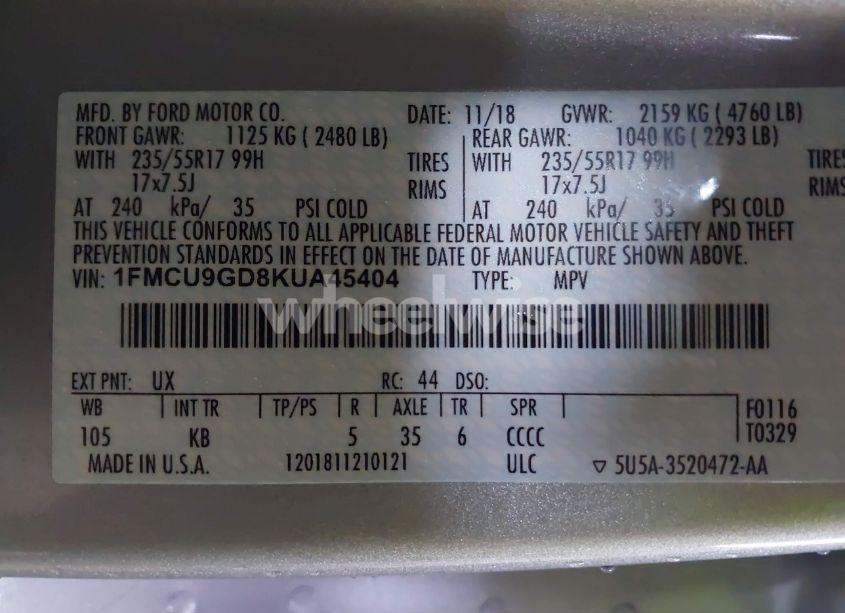 MFD. BY FORD MOTOR CO. DATE: 11/18 GVWR: 2159 KG ( 4760 LB)
FRONT GAWR: 1125 KG ( 2480 LB) REAR GAWR: 1040 KG ( 2293 LB)
WITH 235/55R17 99H TIRES WITH 235/55R17 99H TIRES
17x7.5J RIMS 17x7.5J RIMS
AT 240 kPa/ 35 PSI COLD AT 240 kPa/ 35 PSI COLD
THIS VEHICLE CONFORMS TO ALL APPLICABLE FEDERAL MOTOR VEHICLE SAFETY AND THEFT
PREVENTION STANDARDS IN EFFECT ON THE DATE OF MANUFACTURE SHOWN ABOVE.
VIN: 1FMCU9GD8KUA45404 TYPE: MPV
wheelwise
EXT PNT: UX RC: 44 DSO:
WB INT TR TP/PS R AXLE TR SPR F0116
105 KB 5 35 6 CCCC T0329
MADE IN U.S.A. 1201811210121 ULC ▽ 5U5A-3520472-AA